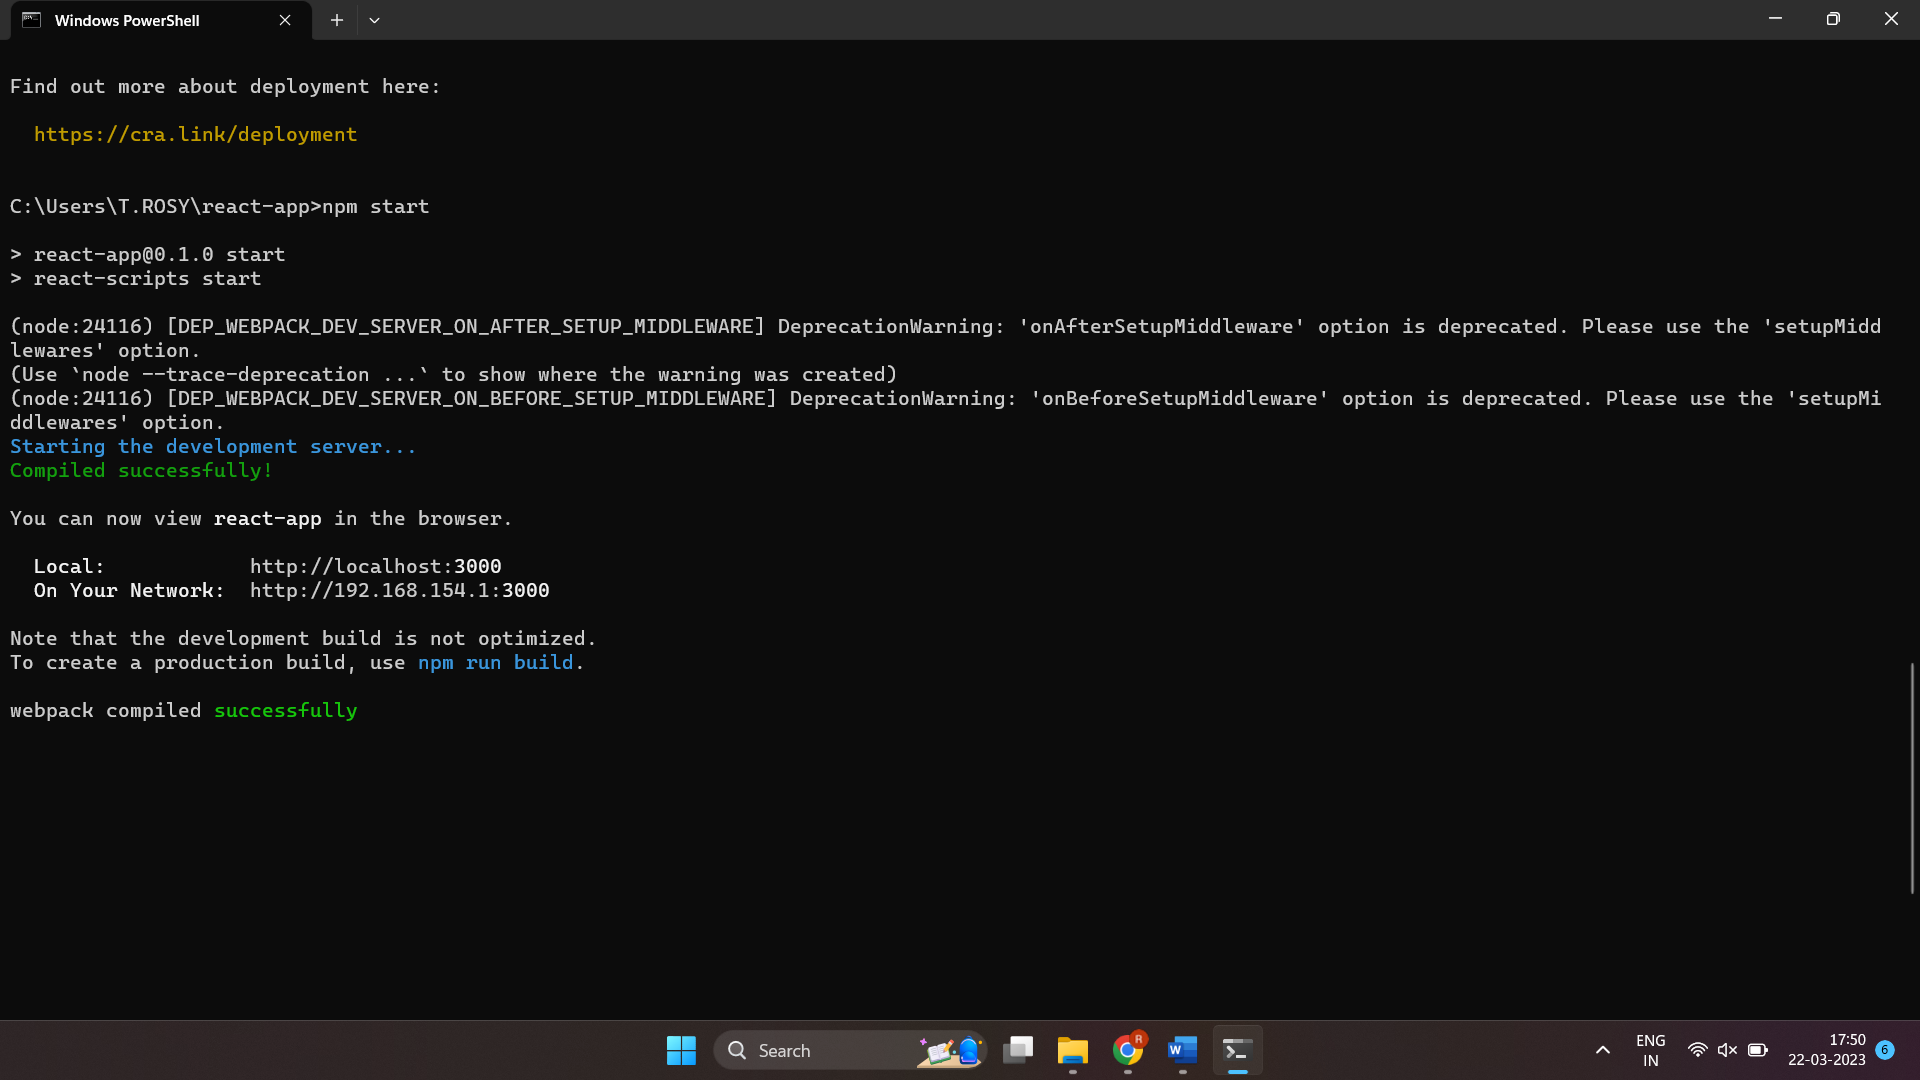 Windows PowerShell
Find out more about deployment here:
https://cra.link/deployment
C:\Users\T.ROSY\react-app>npm start
> react-app@0.1.0 start
> react-scripts start
(node:24116) [DEP_WEBPACK_DEV_SERVER_ON_AFTER_SETUP_MIDDLEWARE] DeprecationWarning: 'onAfterSetupMiddleware' option is deprecated. Please use the 'setupMidd
lewares' option.
(Use `node --trace-deprecation ...` to show where the warning was created)
(node:24116) [DEP_WEBPACK_DEV_SERVER_ON_BEFORE_SETUP_MIDDLEWARE] DeprecationWarning: 'onBeforeSetupMiddleware' option is deprecated. Please use the 'setupMi
ddlewares' option.
Starting the development server...
Compiled successfully!
You can now view react-app in the browser.
Local: http://localhost:3000
On Your Network: http://192.168.154.1:3000
Note that the development build is not optimized.
To create a production build, use npm run build.
webpack compiled successfully
Search
R
W
ENG
IN
17:50
22-03-2023
6